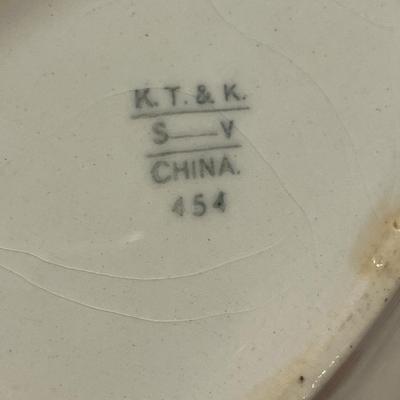 K. T. & K.
S——V
CHINA.
454